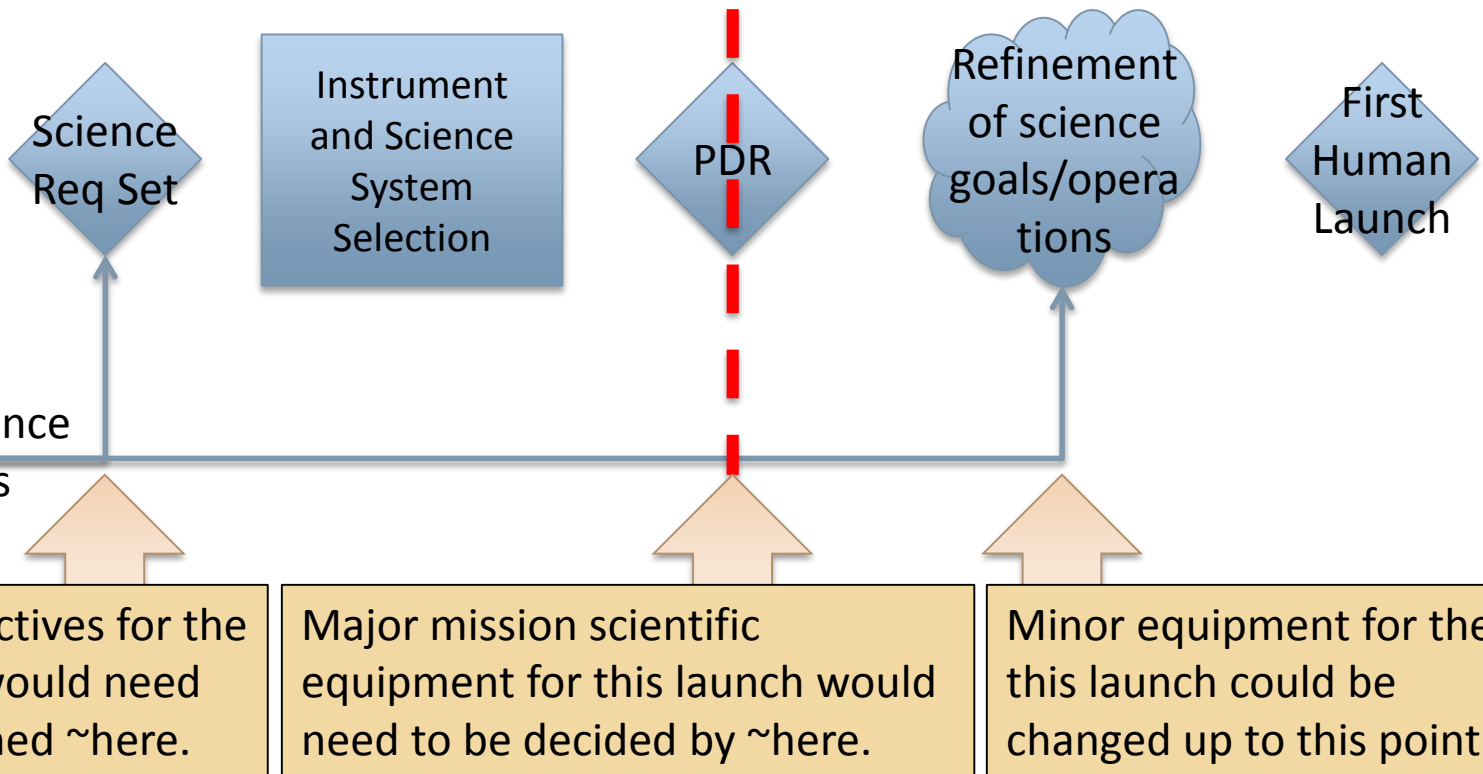 Science
Req Set
Instrument
and Science
System
Selection
PDR
Refinement
of science
goals/opera
tions
First
Human
Launch
ance
s
ctives for the
would need
ned ~here.
Major mission scientific
equipment for this launch would
need to be decided by ~here.
Minor equipment for the
this launch could be
changed up to this point